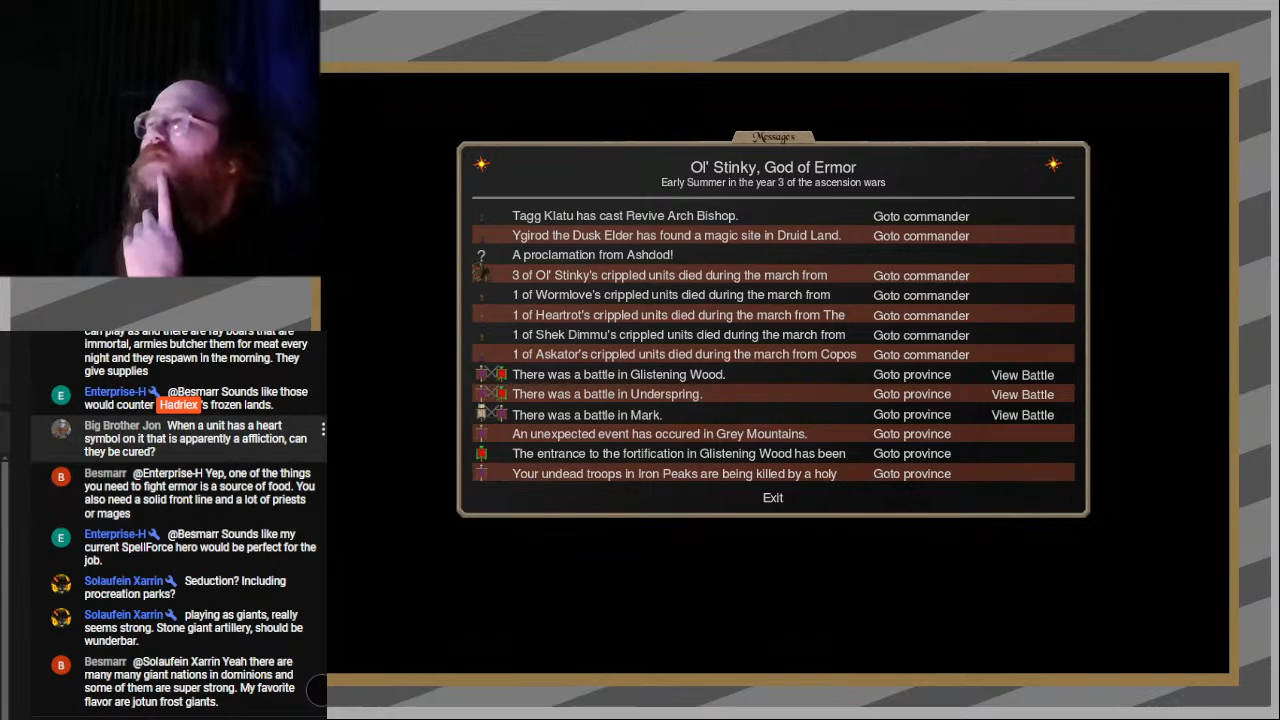 Messages
Ol' Stinky, God of Ermor
Early Summer in the year 3 of the ascension wars
Tagg Klatu has cast Revive Arch Bishop. Goto commander
Ygirod the Dusk Elder has found a magic site in Druid Land. Goto commander
? A proclamation from Ashdod!
3 of Ol' Stinky's crippled units died during the march from Goto commander
1 of Wormlove's crippled units died during the march from Goto commander
1 of Heartrot's crippled units died during the march from The Goto commander
1 of Shek Dimmu's crippled units died during the march from Goto commander
1 of Askator's crippled units died during the march from Copos Goto commander
There was a battle in Glistening Wood. Goto province View Battle
There was a battle in Underspring. Goto province View Battle
There was a battle in Mark. Goto province View Battle
An unexpected event has occured in Grey Mountains. Goto province
The entrance to the fortification in Glistening Wood has been Goto province
Your undead troops in Iron Peaks are being killed by a holy Goto province
Exit
can play as and there are fay boars that are
immortal, armies butcher them for meat every
night and they respawn in the morning. They
give supplies
E Enterprise-H @Besmarr Sounds like those
would counter Hadriex's frozen lands.
Big Brother Jon When a unit has a heart
symbol on it that is apparently a affliction, can
they be cured?
B Besmarr @Enterprise-H Yep, one of the things
you need to fight ermor is a source of food. You
also need a solid front line and a lot of priests
or mages
E Enterprise-H @Besmarr Sounds like my
current SpellForce hero would be perfect for the
job.
Solaufein Xarrin Seduction? Including
procreation parks?
Solaufein Xarrin playing as giants, really
seems strong. Stone giant artillery, should be
wunderbar.
B Besmarr @Solaufein Xarrin Yeah there are
many many giant nations in dominions and
some of them are super strong. My favorite
flavor are jotun frost giants.